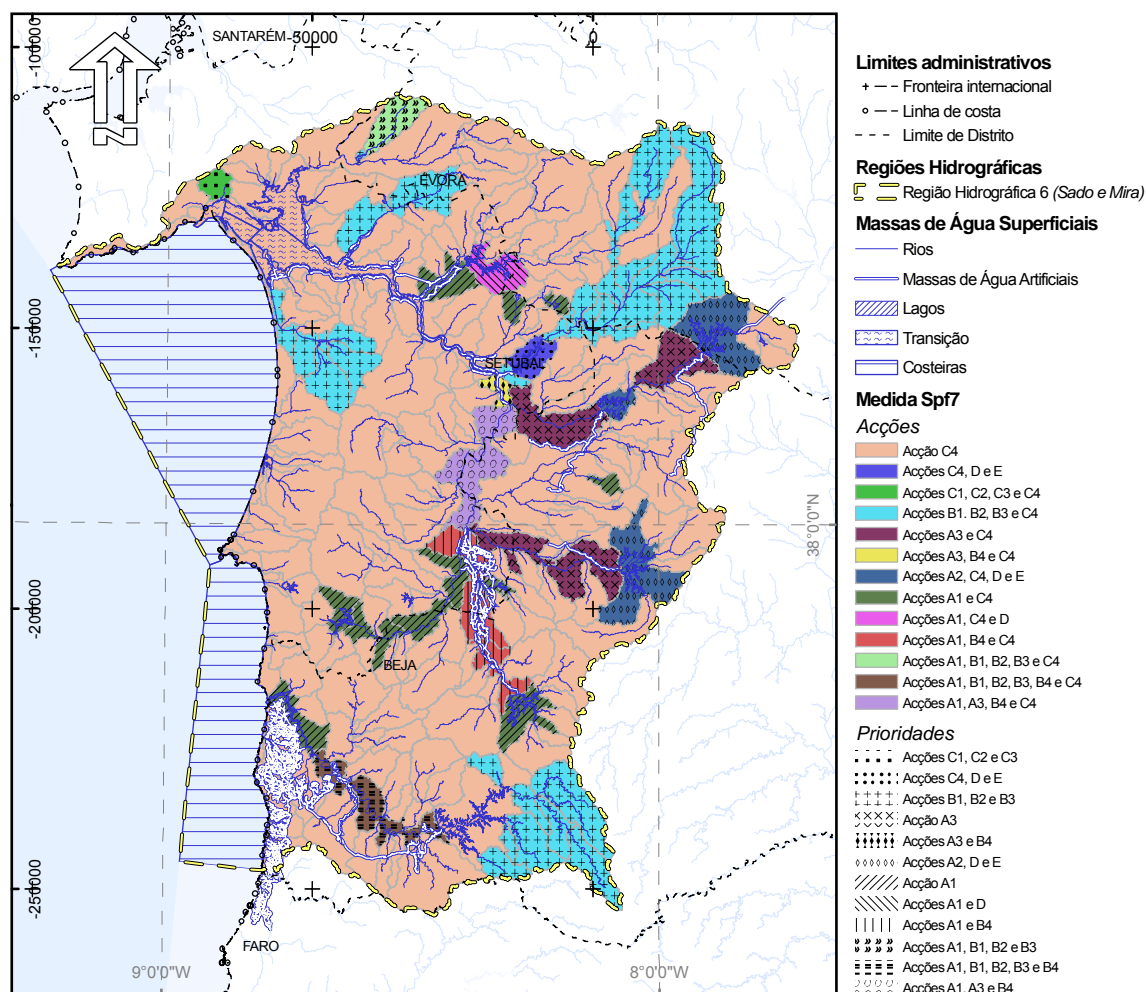 SANTARÉM
-50000
0
-100000
-150000
-200000
-250000
ÉVORA
SETÚBAL
BEJA
FARO
N
38°0'0"N
9°0'0"W
8°0'0"W
Limites administrativos
Fronteira internacional
Linha de costa
Limite de Distrito
Regiões Hidrográficas
Região Hidrográfica 6 (Sado e Mira)
Massas de Água Superficiais
Rios
Massas de Água Artificiais
Lagos
Transição
Costeiras
Medida Spf7
Acções
Acção C4
Acções C4, D e E
Acções C1, C2, C3 e C4
Acções B1. B2, B3 e C4
Acções A3 e C4
Acções A3, B4 e C4
Acções A2, C4, D e E
Acções A1 e C4
Acções A1, C4 e D
Acções A1, B4 e C4
Acções A1, B1, B2, B3 e C4
Acções A1, B1, B2, B3, B4 e C4
Acções A1, A3, B4 e C4
Prioridades
Acções C1, C2 e C3
Acções C4, D e E
Acções B1, B2 e B3
Acção A3
Acções A3 e B4
Acções A2, D e E
Acção A1
Acções A1 e D
Acções A1 e B4
Acções A1, B1, B2 e B3
Acções A1, B1, B2, B3 e B4
Acções A1, A3 e B4